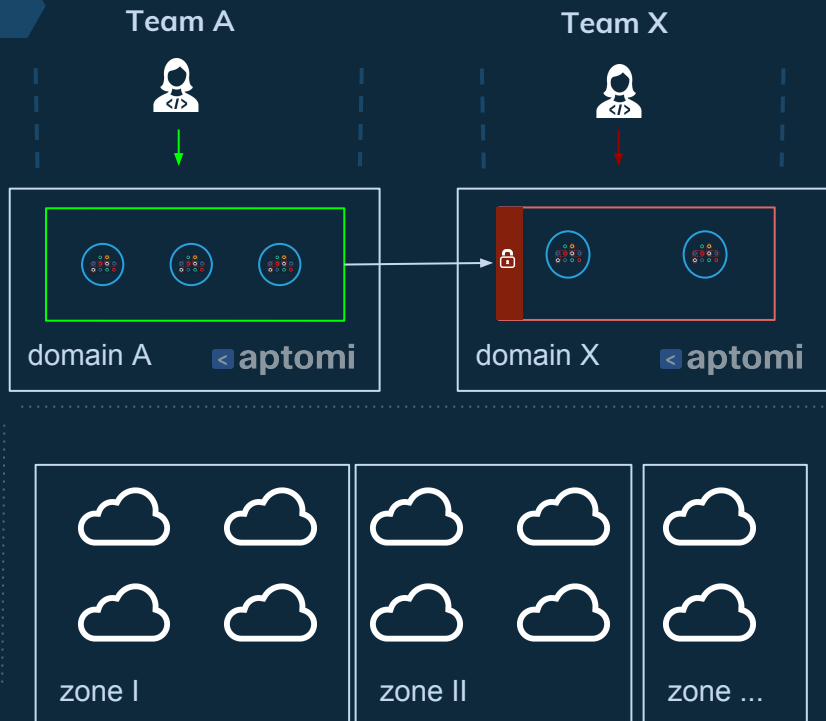 Team A
Team X
</>
</>
domain A
< aptomi
domain X
< aptomi
zone I
zone II
zone ...